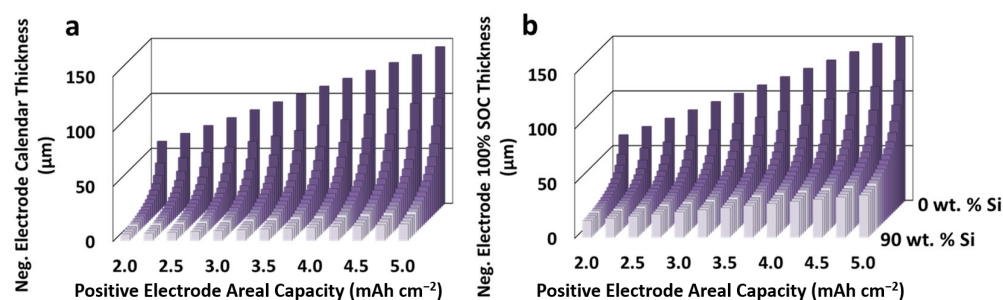 a
Neg. Electrode Calendar Thickness
(µm)
150
100
50
0
2.0 2.5 3.0 3.5 4.0 4.5 5.0
Positive Electrode Areal Capacity (mAh cm⁻²)
b
Neg. Electrode 100% SOC Thickness
(µm)
150
100
50
0
0 wt. % Si
90 wt. % Si
2.0 2.5 3.0 3.5 4.0 4.5 5.0
Positive Electrode Areal Capacity (mAh cm⁻²)